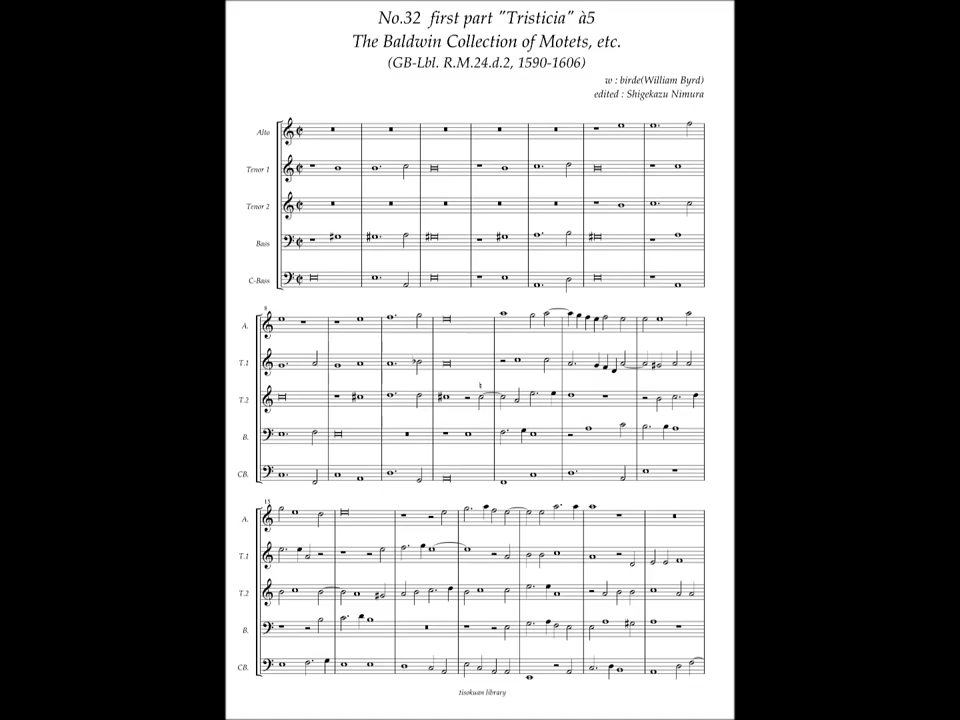 No.32 first part "Tristicia" à5
The Baldwin Collection of Motets, etc.
(GB-Lbl. R.M.24.d.2, 1590-1606)
w : birde(William Byrd)
edited : Shigekazu Nimura
Alto
Tenor 1
Tenor 2
Bass
C-Bass
8
A.
T.1
T.2
B.
CB.
15
A.
T.1
T.2
B.
CB.
tisokuan library